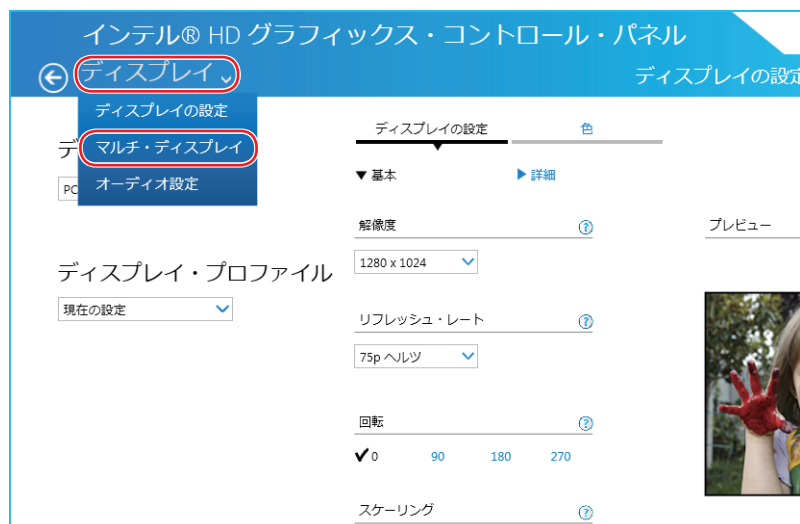 インテル® HD グラフィックス・コントロール・パネル
ディスプレイ
ディスプレイの設定
ディスプレイの設定
マルチ・ディスプレイ
オーディオ設定
デ
PC
ディスプレイ・プロファイル
現在の設定
ディスプレイの設定 色
▼ 基本 ▶ 詳細
解像度 ?
1280 x 1024
リフレッシュ・レート ?
75p ヘルツ
回転 ?
✔ 0 90 180 270
スケーリング ?
プレビュー